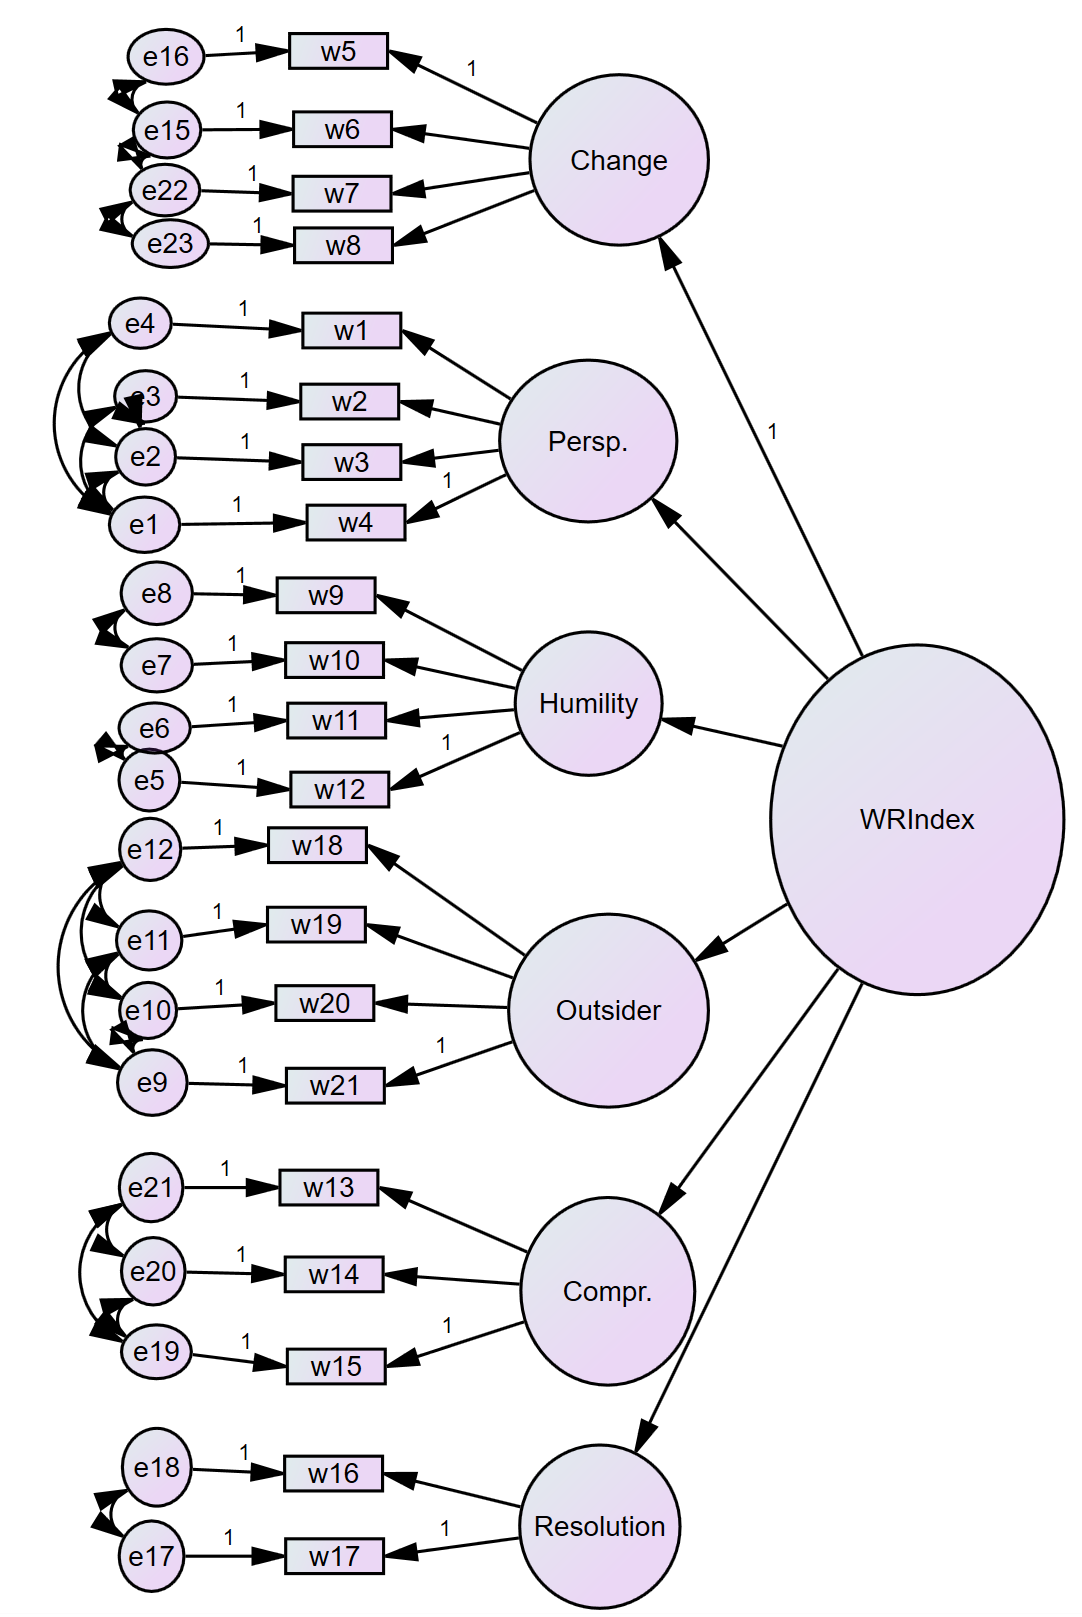 e16 1 w5 1
e15 1 w6 Change
e22 1 w7
e23 1 w8
e4 1 w1
e3 1 w2 1
e2 1 w3 Persp.
e1 1 w4 1
e8 1 w9
e7 1 w10 Humility
e6 1 w11
e5 1 w12 1
WRIndex
e12 1 w18
e11 1 w19
e10 1 w20 Outsider
e9 1 w21 1
e21 1 w13
e20 1 w14 Compr.
e19 1 w15 1
e18 1 w16
Resolution
e17 1 w17 1